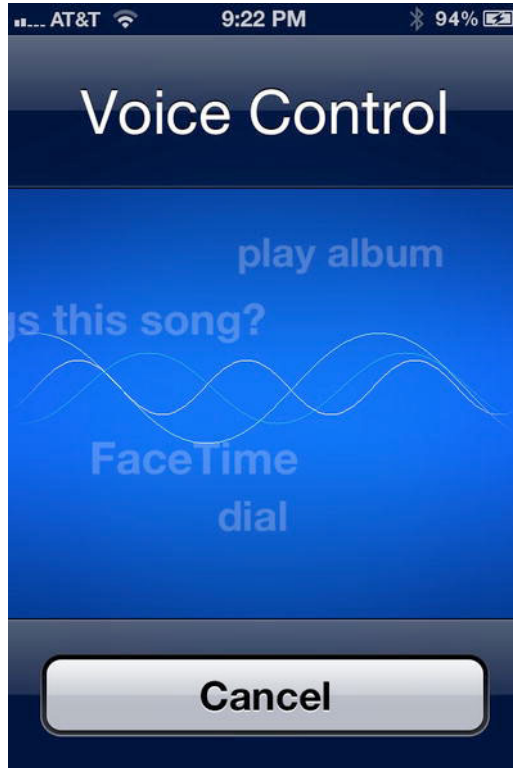 AT&T 9:22 PM 94%
Voice Control
play album
gs this song?
FaceTime
dial
Cancel